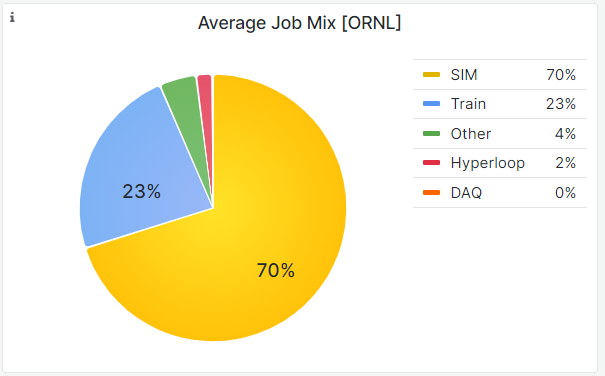 i
Average Job Mix [ORNL]
SIM 70%
Train 23%
Other 4%
Hyperloop 2%
DAQ 0%
23%
70%